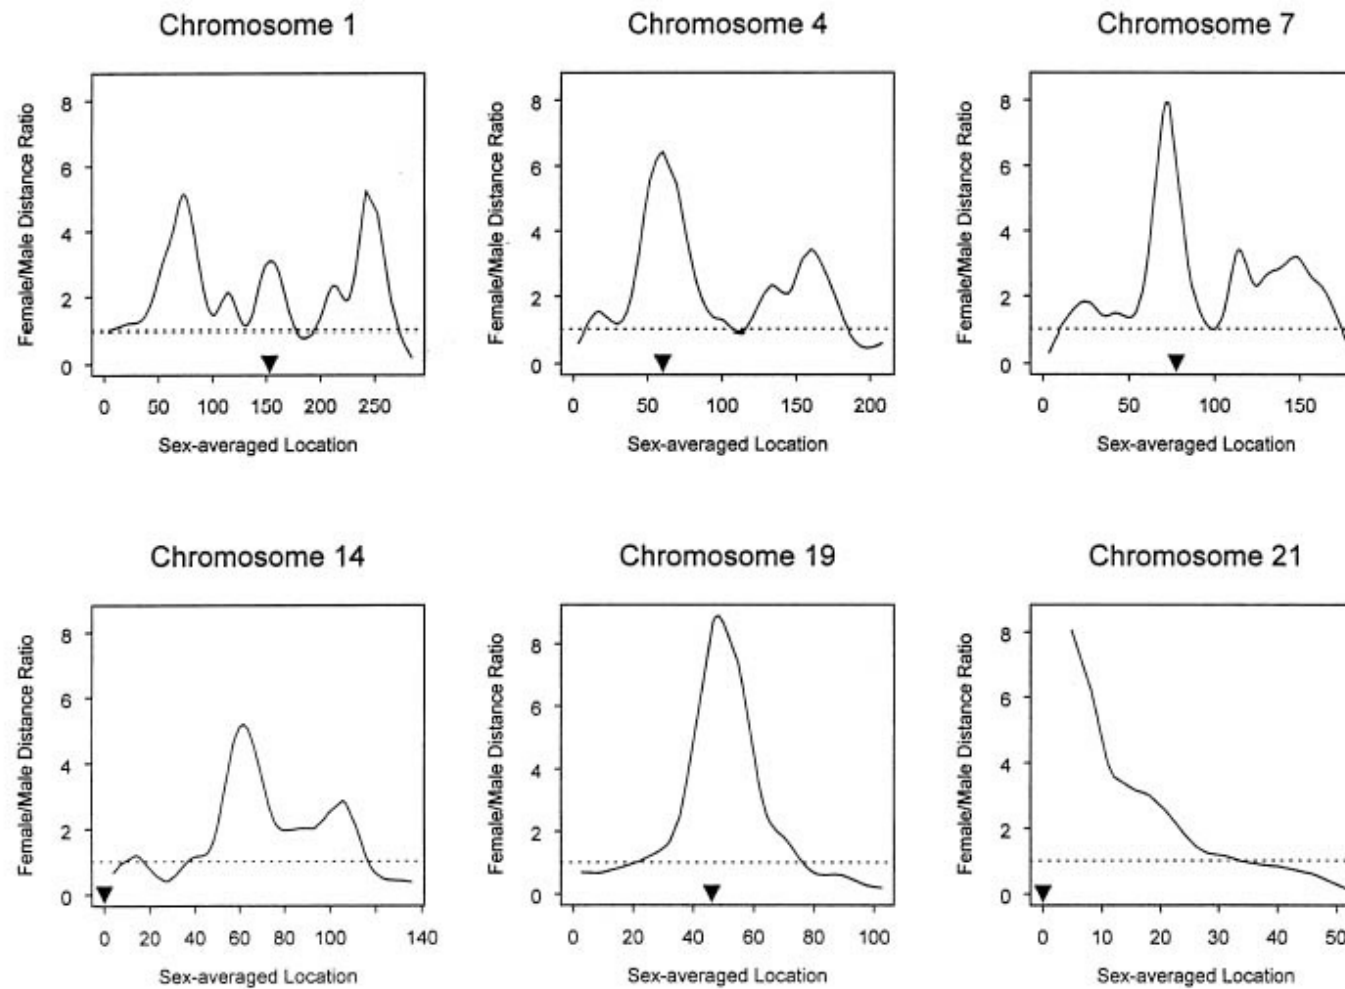 Chromosome 1
Female/Male Distance Ratio
8
6
4
2
0
0 50 100 150 200 250
Sex-averaged Location
Chromosome 4
Female/Male Distance Ratio
8
6
4
2
0
0 50 100 150 200
Sex-averaged Location
Chromosome 7
Female/Male Distance Ratio
8
6
4
2
0
0 50 100 150
Sex-averaged Location
Chromosome 14
Female/Male Distance Ratio
8
6
4
2
0
0 20 40 60 80 100 140
Sex-averaged Location
Chromosome 19
Female/Male Distance Ratio
8
6
4
2
0
0 20 40 60 80 100
Sex-averaged Location
Chromosome 21
Female/Male Distance Ratio
8
6
4
2
0
0 10 20 30 40 50
Sex-averaged Location